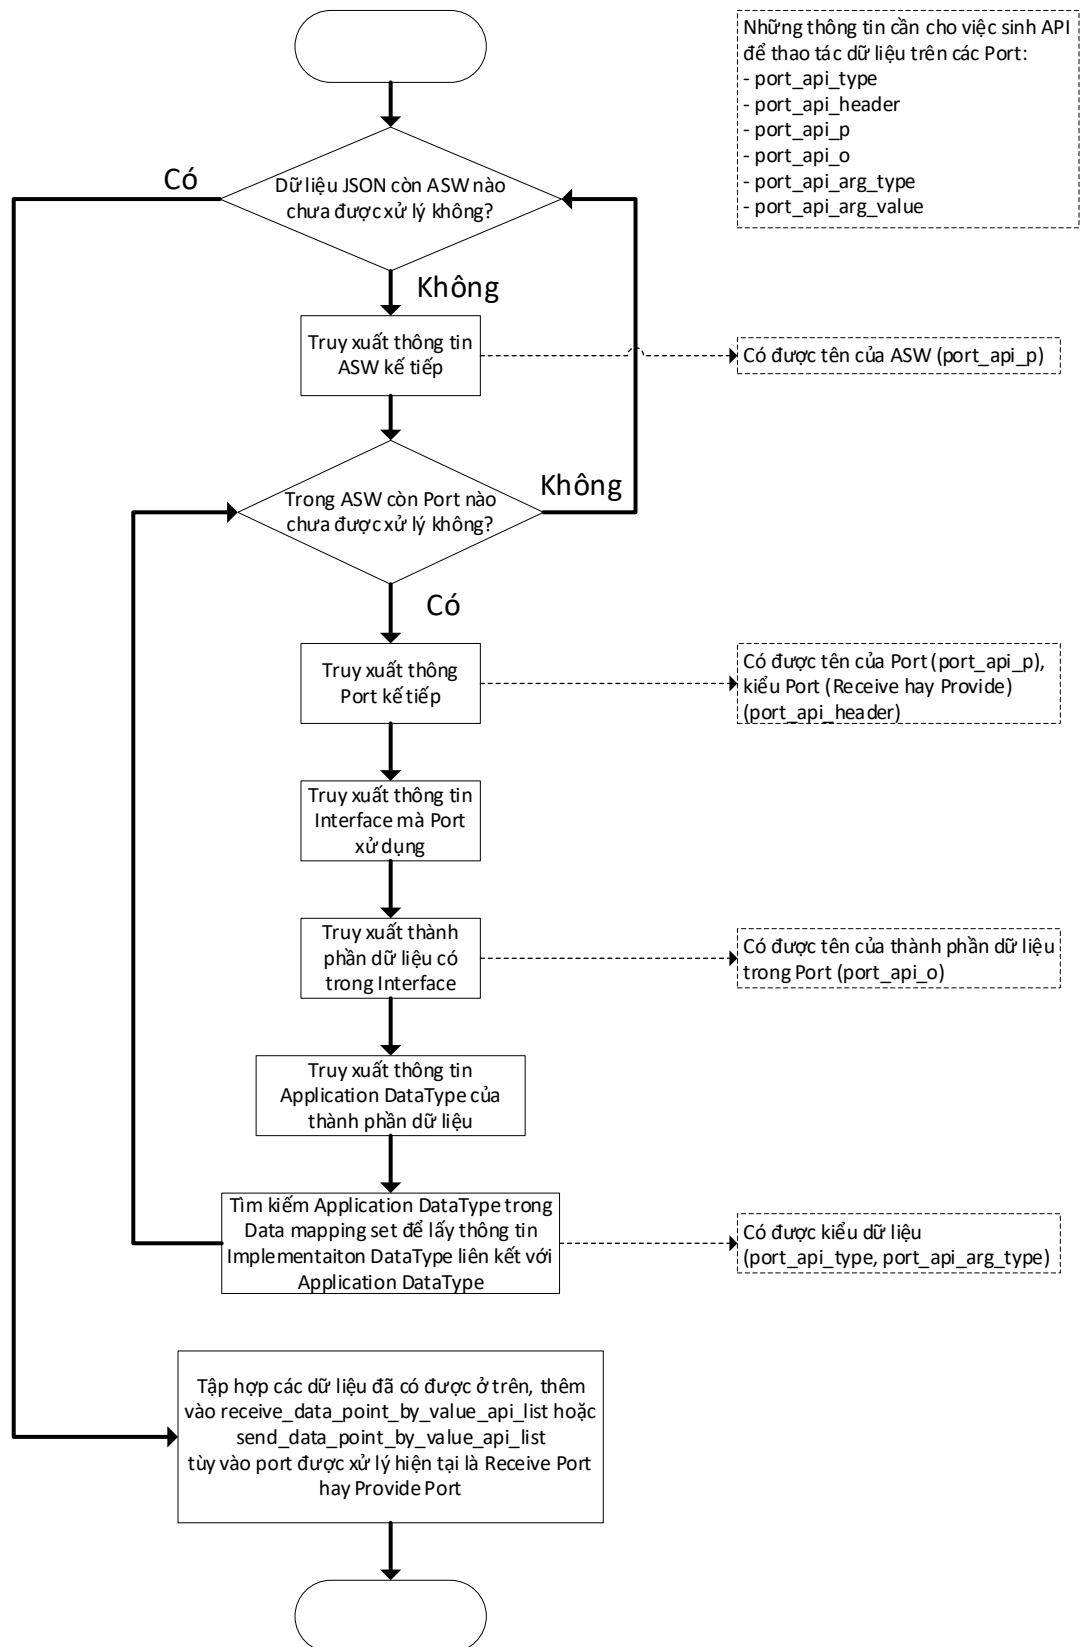 Những thông tin cần cho việc sinh API
để thao tác dữ liệu trên các Port:
- port_api_type
- port_api_header
- port_api_p
- port_api_o
- port_api_arg_type
- port_api_arg_value
Có
Dữ liệu JSON còn ASW nào
chưa được xử lý không?
Không
Truy xuất thông tin
ASW kế tiếp
Có được tên của ASW (port_api_p)
Trong ASW còn Port nào
chưa được xử lý không?
Không
Có
Truy xuất thông
Port kế tiếp
Có được tên của Port (port_api_p),
kiểu Port (Receive hay Provide)
(port_api_header)
Truy xuất thông tin
Interface mà Port
xử dụng
Truy xuất thành
phần dữ liệu có
trong Interface
Có được tên của thành phần dữ liệu
trong Port (port_api_o)
Truy xuất thông tin
Application DataType của
thành phần dữ liệu
Tìm kiếm Application DataType trong
Data mapping set để lấy thông tin
Implementaiton DataType liên kết với
Application DataType
Có được kiểu dữ liệu
(port_api_type, port_api_arg_type)
Tập hợp các dữ liệu đã có được ở trên, thêm
vào receive_data_point_by_value_api_list hoặc
send_data_point_by_value_api_list
tùy vào port được xử lý hiện tại là Receive Port
hay Provide Port